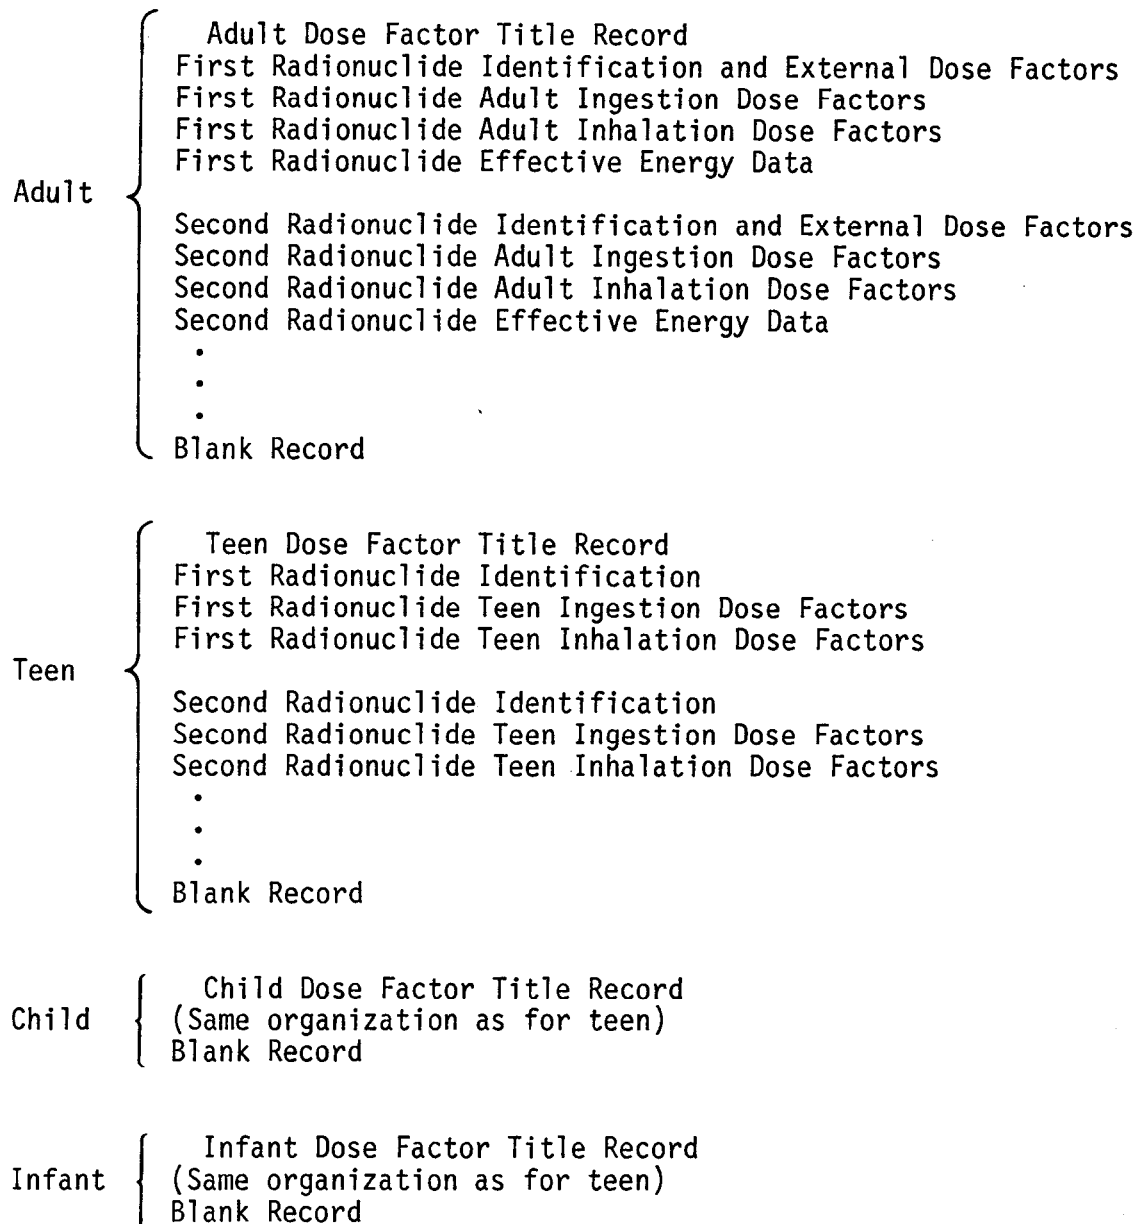 Adult Dose Factor Title Record
First Radionuclide Identification and External Dose Factors
First Radionuclide Adult Ingestion Dose Factors
First Radionuclide Adult Inhalation Dose Factors
First Radionuclide Effective Energy Data
Adult
Second Radionuclide Identification and External Dose Factors
Second Radionuclide Adult Ingestion Dose Factors
Second Radionuclide Adult Inhalation Dose Factors
Second Radionuclide Effective Energy Data
.
.
.
Blank Record
Teen Dose Factor Title Record
First Radionuclide Identification
First Radionuclide Teen Ingestion Dose Factors
First Radionuclide Teen Inhalation Dose Factors
Teen
Second Radionuclide Identification
Second Radionuclide Teen Ingestion Dose Factors
Second Radionuclide Teen Inhalation Dose Factors
.
.
.
Blank Record
Child Dose Factor Title Record
Child (Same organization as for teen)
Blank Record
Infant Dose Factor Title Record
Infant (Same organization as for teen)
Blank Record